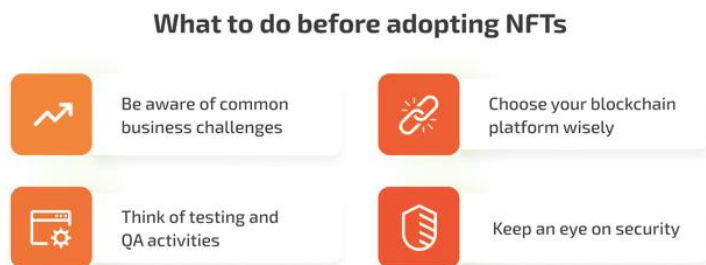 What to do before adopting NFTs
Be aware of common
business challenges
Choose your blockchain
platform wisely
Think of testing and
QA activities
Keep an eye on security